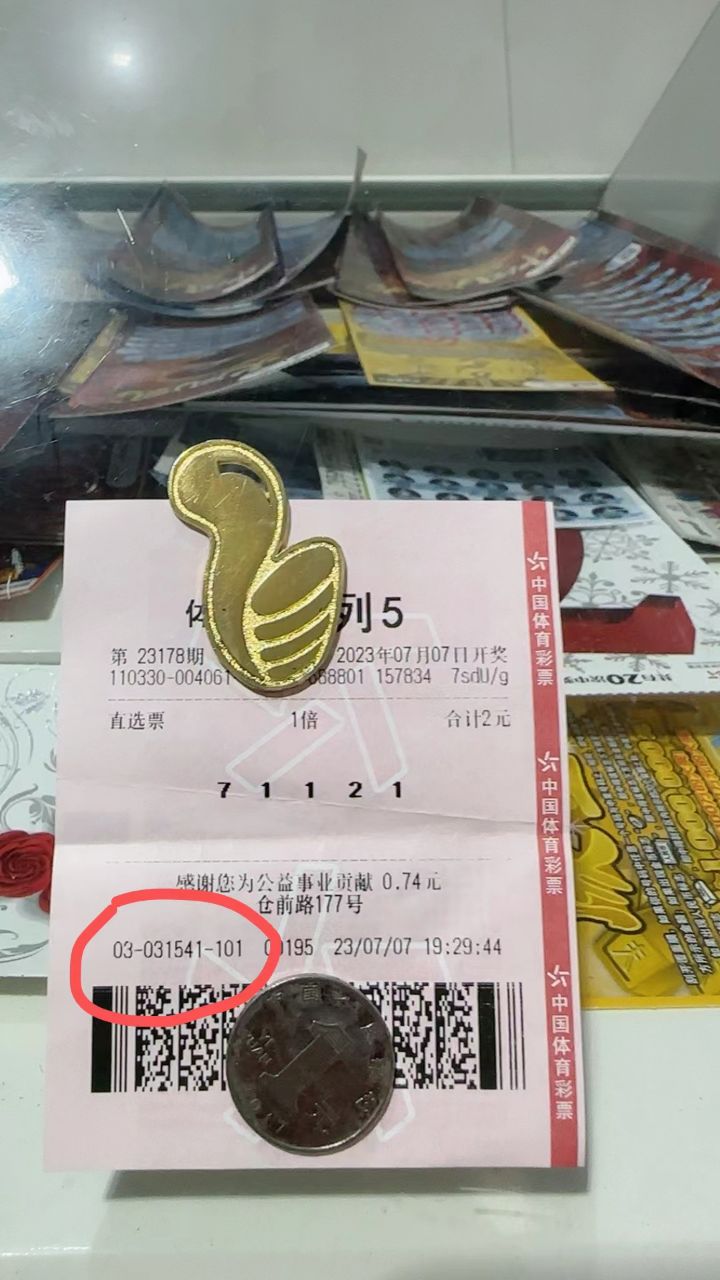 列5
第 23178期 2023年07月07日开奖
110330-004061 157834 7sdU/g
直选票 1倍 合计2元
7 1 1 2 1
感谢您为公益事业贡献 0.74元
仓前路177号
03-031541-101 00195 23/07/07 19:29:44
中国体育彩票
中国体育彩票
中国体育彩票